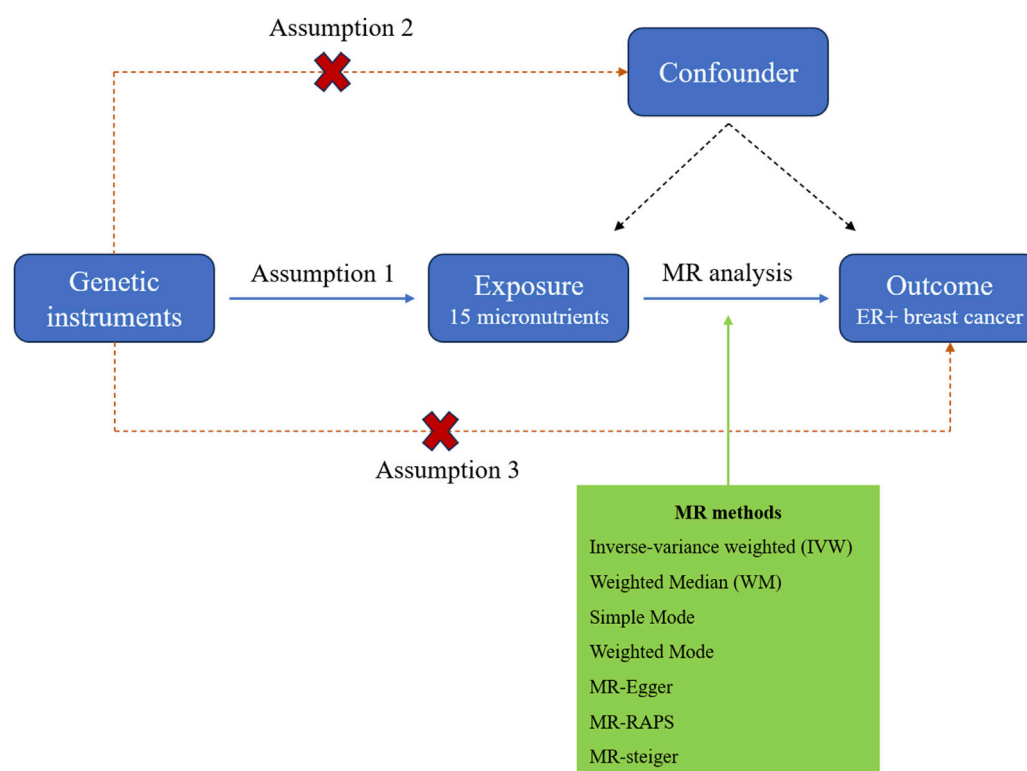 Assumption 2
Confounder
Genetic
instruments
Assumption 1
Exposure
15 micronutrients
MR analysis
Outcome
ER+ breast cancer
Assumption 3
MR methods
Inverse-variance weighted (IVW)
Weighted Median (WM)
Simple Mode
Weighted Mode
MR-Egger
MR-RAPS
MR-steiger